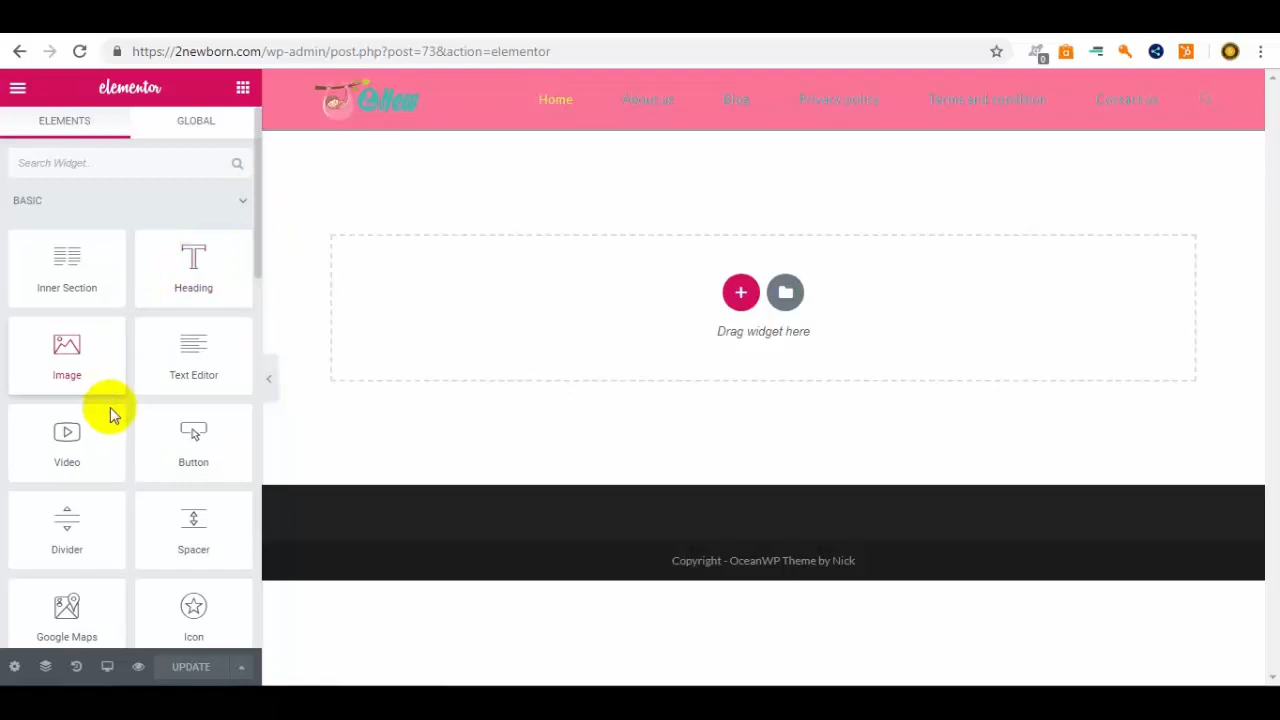 https://2newborn.com/wp-admin/post.php?post=73&action=elementor
0
elementor
ELEMENTS
GLOBAL
Search Widget..
BASIC
Inner Section
Heading
Image
Text Editor
Video
Button
Divider
Spacer
Google Maps
Icon
UPDATE
2New
Home
About us
Blog
Privacy policy
Terms and condition
Contact us
Drag widget here
Copyright - OceanWP Theme by Nick